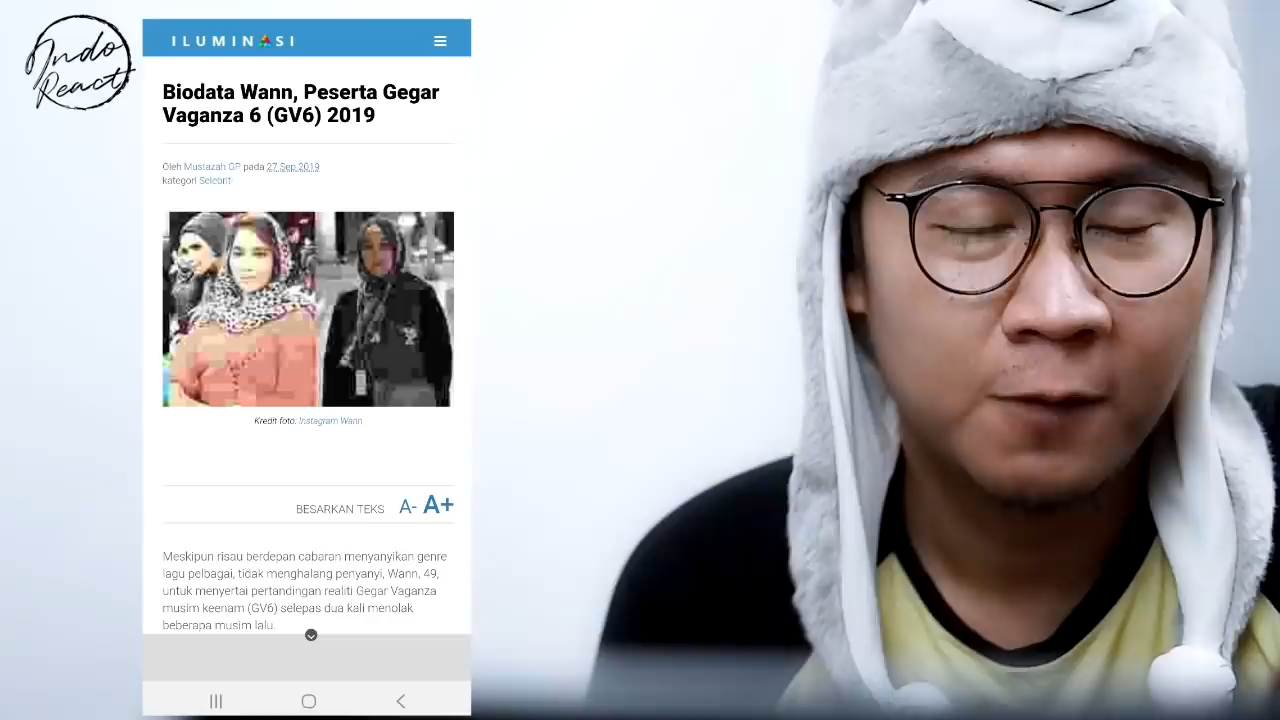 Indo
React
ILUMINASI
Biodata Wann, Peserta Gegar
Vaganza 6 (GV6) 2019
Oleh Mustazah GP pada 27 Sep 2019
kategori Selebriti
Kredit foto: Instagram Wann
BESARKAN TEKS A- A+
Meskipun risau berdepan cabaran menyanyikan genre
lagu pelbagai, tidak menghalang penyanyi, Wann, 49,
untuk menyertai pertandingan realiti Gegar Vaganza
musim keenam (GV6) selepas dua kali menolak
beberapa musim lalu.